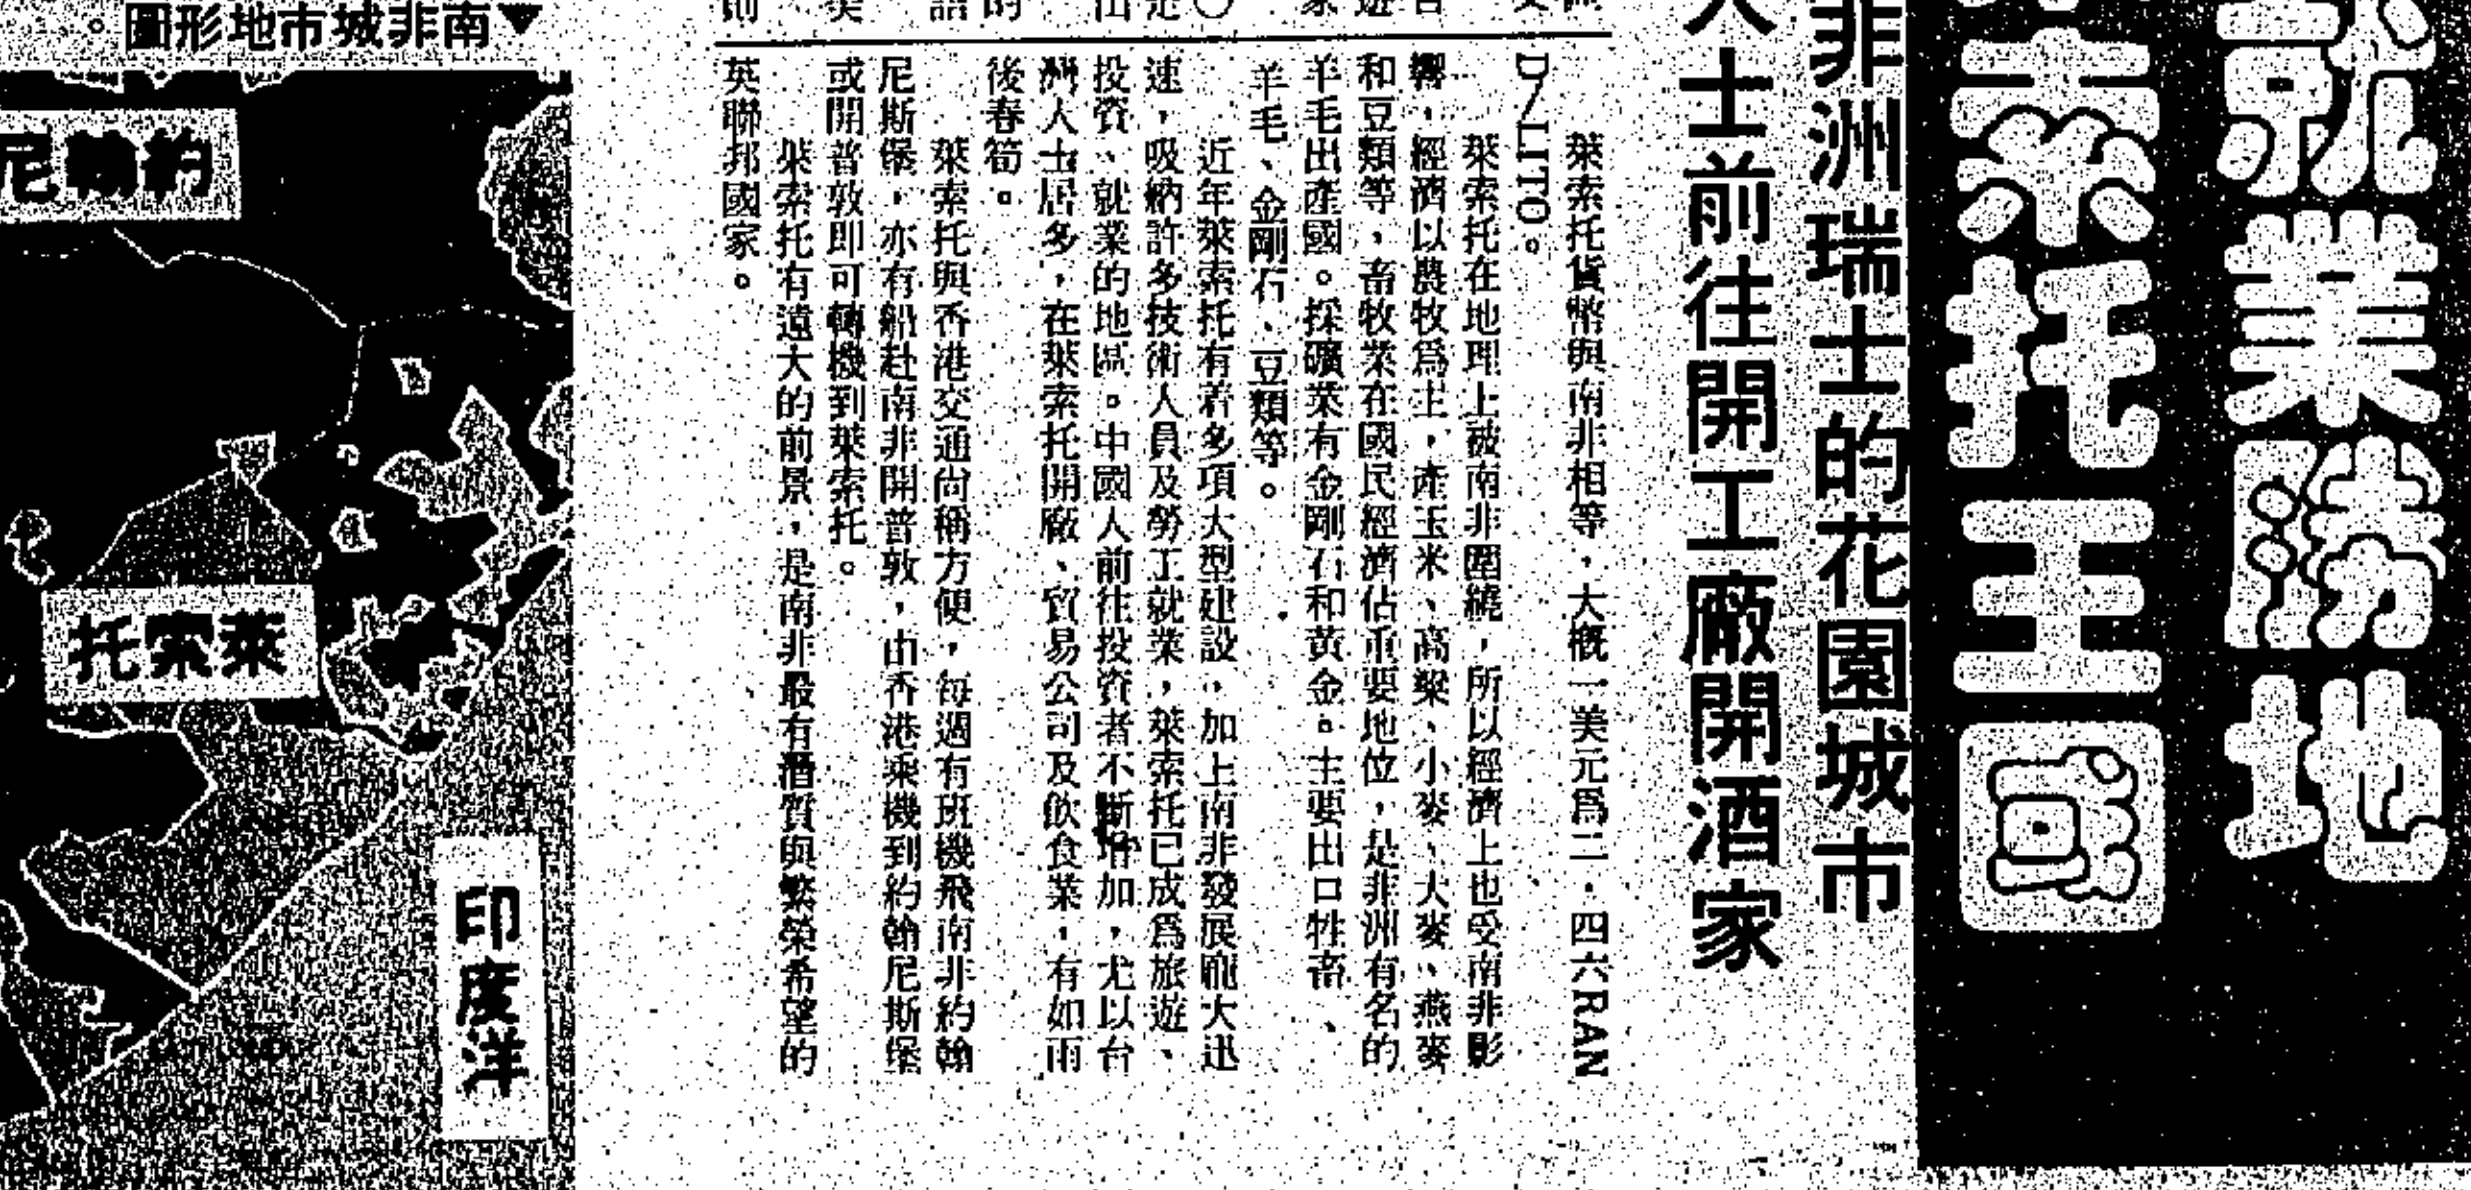 就業勝地
索托王國
非洲瑞士的花園城市
人士前往開工廠開酒家
萊索托貨幣與南非相等，大概一美元為二．四六RAN
DNLITO。
萊索托在地理上被南非圍繞，所以經濟上也受南非影
響，經濟以農牧為主，產玉米、高粱、小麥、大麥、燕麥
和豆類等，畜牧業在國民經濟佔重要地位，是非洲有名的
羊毛出產國。採礦業有金剛石和黃金。主要出口牲畜、
羊毛、金剛石、豆類等。
近年萊索托有着多項大型建設，加上南非發展龐大迅
速，吸納許多技術人員及勞工就業，萊索托已成為旅遊、
投資、就業的地區。中國人前往投資者不斷增加，尤以台
灣人士居多，在萊索托開廠、貿易公司及飲食業，有如雨
後春筍。
萊索托與香港交通尚稱方便，每週有班機飛南非約翰
尼斯堡，亦有船赴南非開普敦，由香港乘機到約翰尼斯堡
或開普敦即可轉機到萊索托。
萊索托有遠大的前景，是南非最有潛質與繁榮希望的
英聯邦國家。
▼南非城市地形圖。
約翰尼
萊索托
印度洋